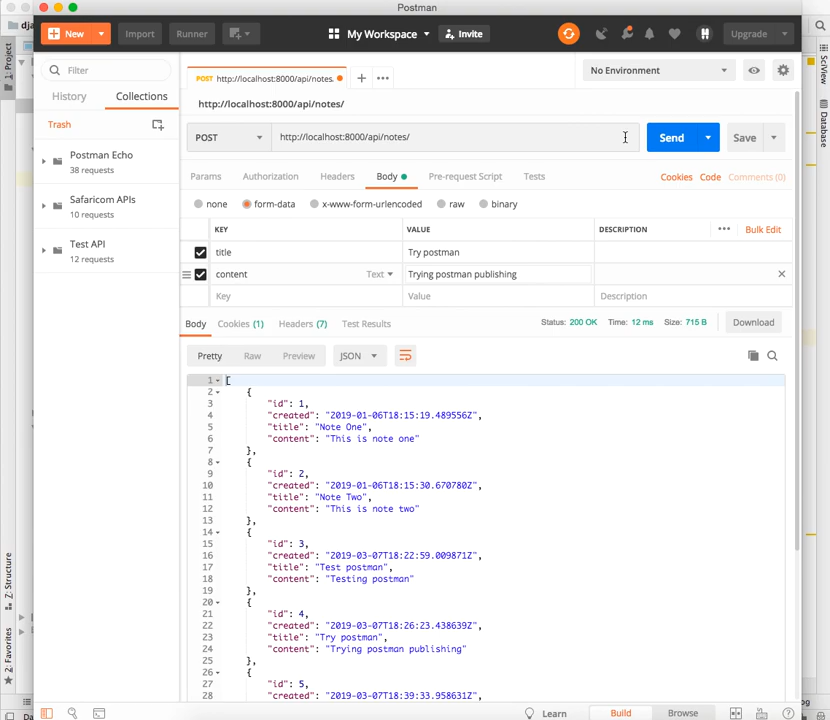 Postman
dja
New
Import
Runner
My Workspace
Invite
Upgrade
Filter
History
Collections
Trash
Postman Echo
38 requests
Safaricom APIs
10 requests
Test API
12 requests
POST http://localhost:8000/api/notes.
No Environment
http://localhost:8000/api/notes/
POST http://localhost:8000/api/notes/ Send Save
Params Authorization Headers Body Pre-request Script Tests Cookies Code Comments (0)
none form-data x-www-form-urlencoded raw binary
KEY VALUE DESCRIPTION ••• Bulk Edit
title Try postman
content Text Trying postman publishing
Key Value Description
Body Cookies (1) Headers (7) Test Results Status: 200 OK Time: 12 ms Size: 715 B Download
Pretty Raw Preview JSON
1 [
2 {
3 "id": 1,
4 "created": "2019-01-06T18:15:19.489556Z",
5 "title": "Note One",
6 "content": "This is note one"
7 },
8 {
9 "id": 2,
10 "created": "2019-01-06T18:15:30.670780Z",
11 "title": "Note Two",
12 "content": "This is note two"
13 },
14 {
15 "id": 3,
16 "created": "2019-03-07T18:22:59.009871Z",
17 "title": "Test postman",
18 "content": "Testing postman"
19 },
20 {
21 "id": 4,
22 "created": "2019-03-07T18:26:23.438639Z",
23 "title": "Try postman",
24 "content": "Trying postman publishing"
25 },
26 {
27 "id": 5,
28 "created": "2019-03-07T18:39:33.958631Z",
Learn Build Browse
1: Project
Z: Structure
2: Favorites
SciView
Database
og